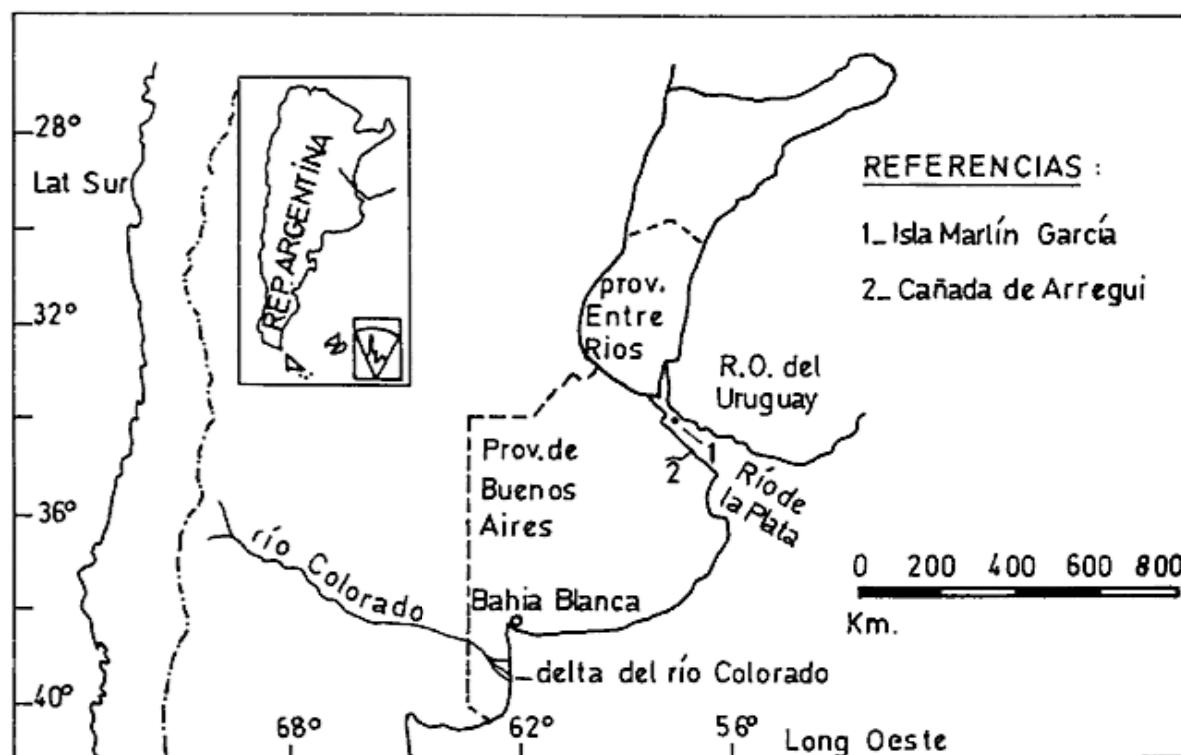 28°
Lat Sur
32°
36°
40°
REP. ARGENTINA
REFERENCIAS :
1_ Isla Marlín García
2_ Cañada de Arregui
prov.
Entre
Rios
R.O. del
Uruguay
1
2
Río de
la Plata
Prov. de
Buenos
Aires
río Colorado
Bahia Blanca
delta del río Colorado
0 200 400 600 800
Km.
68° 62° 56°
Long Oeste